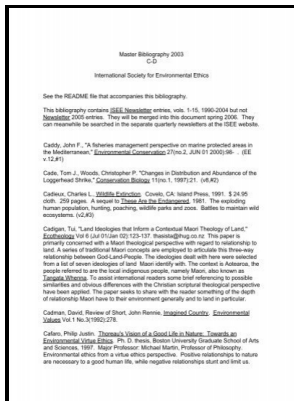 Master Bibliography 2003
C-D
International Society for Environmental Ethics
See the README file that accompanies this bibliography.
This bibliography contains ISEE Newsletter entries, vols. 1-15, 1990-2004 but not
Newsletter 2005 entries. They will be merged into this document spring 2006. They
can meanwhile be searched in the separate quarterly newsletters at the ISEE website.
Caddy, John F., "A fisheries management perspective on marine protected areas in
the Mediterranean," Environmental Conservation 27(no.2, JUN 01 2000):98- . (EE
v.12,#1)
Cade, Tom J., Woods, Christopher P. "Changes in Distribution and Abundance of the
Loggerhead Shrike," Conservation Biology 11(no.1, 1997):21. (v8,#2)
Cadieux, Charles L., Wildlife Extinction. Covelo, CA: Island Press, 1991. $ 24.95
cloth. 259 pages. A sequel to These Are the Endangered, 1981. The exploding
human population, hunting, poaching, wildlife parks and zoos. Battles to maintain wild
ecosystems. (v2,#3)
Cadigan, Tui, "Land Ideologies that Inform a Contextual Maori Theology of Land,"
Ecotheology Vol 6 (Jul 01/Jan 02):123-137. thesista@hug.co.nz This paper is
primarily concerned with a Maori theological perspective with regard to relationship to
land. A series of traditional Maori concepts are employed to articulate this three-way
relationship between God-Land-People. The ideologies dealt with here were selected
from a list of seven ideologies of land Maori identify with. The context is Aotearoa, the
people referred to are the local indigenous people, namely Maori, also known as
Tangata Whenua. To assist international readers some brief referencing to possible
similarities and obvious differences with the Christian scriptural theological perspective
have been applied. The paper seeks to share with the reader something of the depth
of relationship Maori have to their environment generally and to land in particular.
Cadman, David, Review of Short, John Rennie, Imagined Country. Environmental
Values Vol.1 No.3(1992):278.
Cafaro, Philip Justin, Thoreau's Vision of a Good Life in Nature: Towards an
Environmental Virtue Ethics. Ph. D. thesis, Boston University Graduate School of Arts
and Sciences, 1997. Major Professor: Michael Martin, Professor of Philosophy.
Environmental ethics from a virtue ethics perspective. Positive relationships to nature
are necessary to a good human life, while negative relationships stunt and limit us.